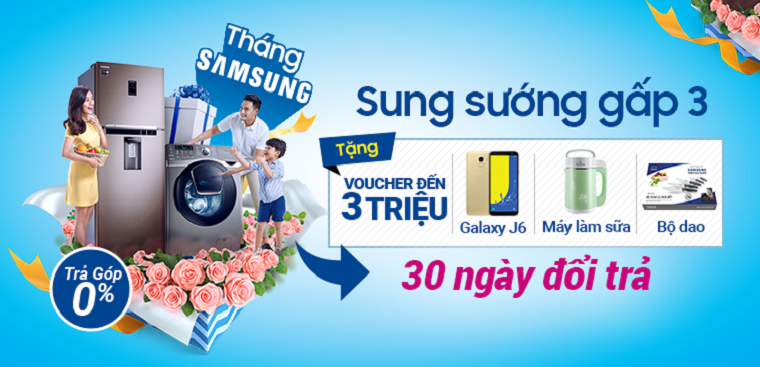 Tháng
SAMSUNG
Sung sướng gấp 3
Tặng
VOUCHER ĐẾN
3 TRIỆU
Galaxy J6
Máy làm sữa
Bộ dao
30 ngày đổi trả
Trả Góp
0%